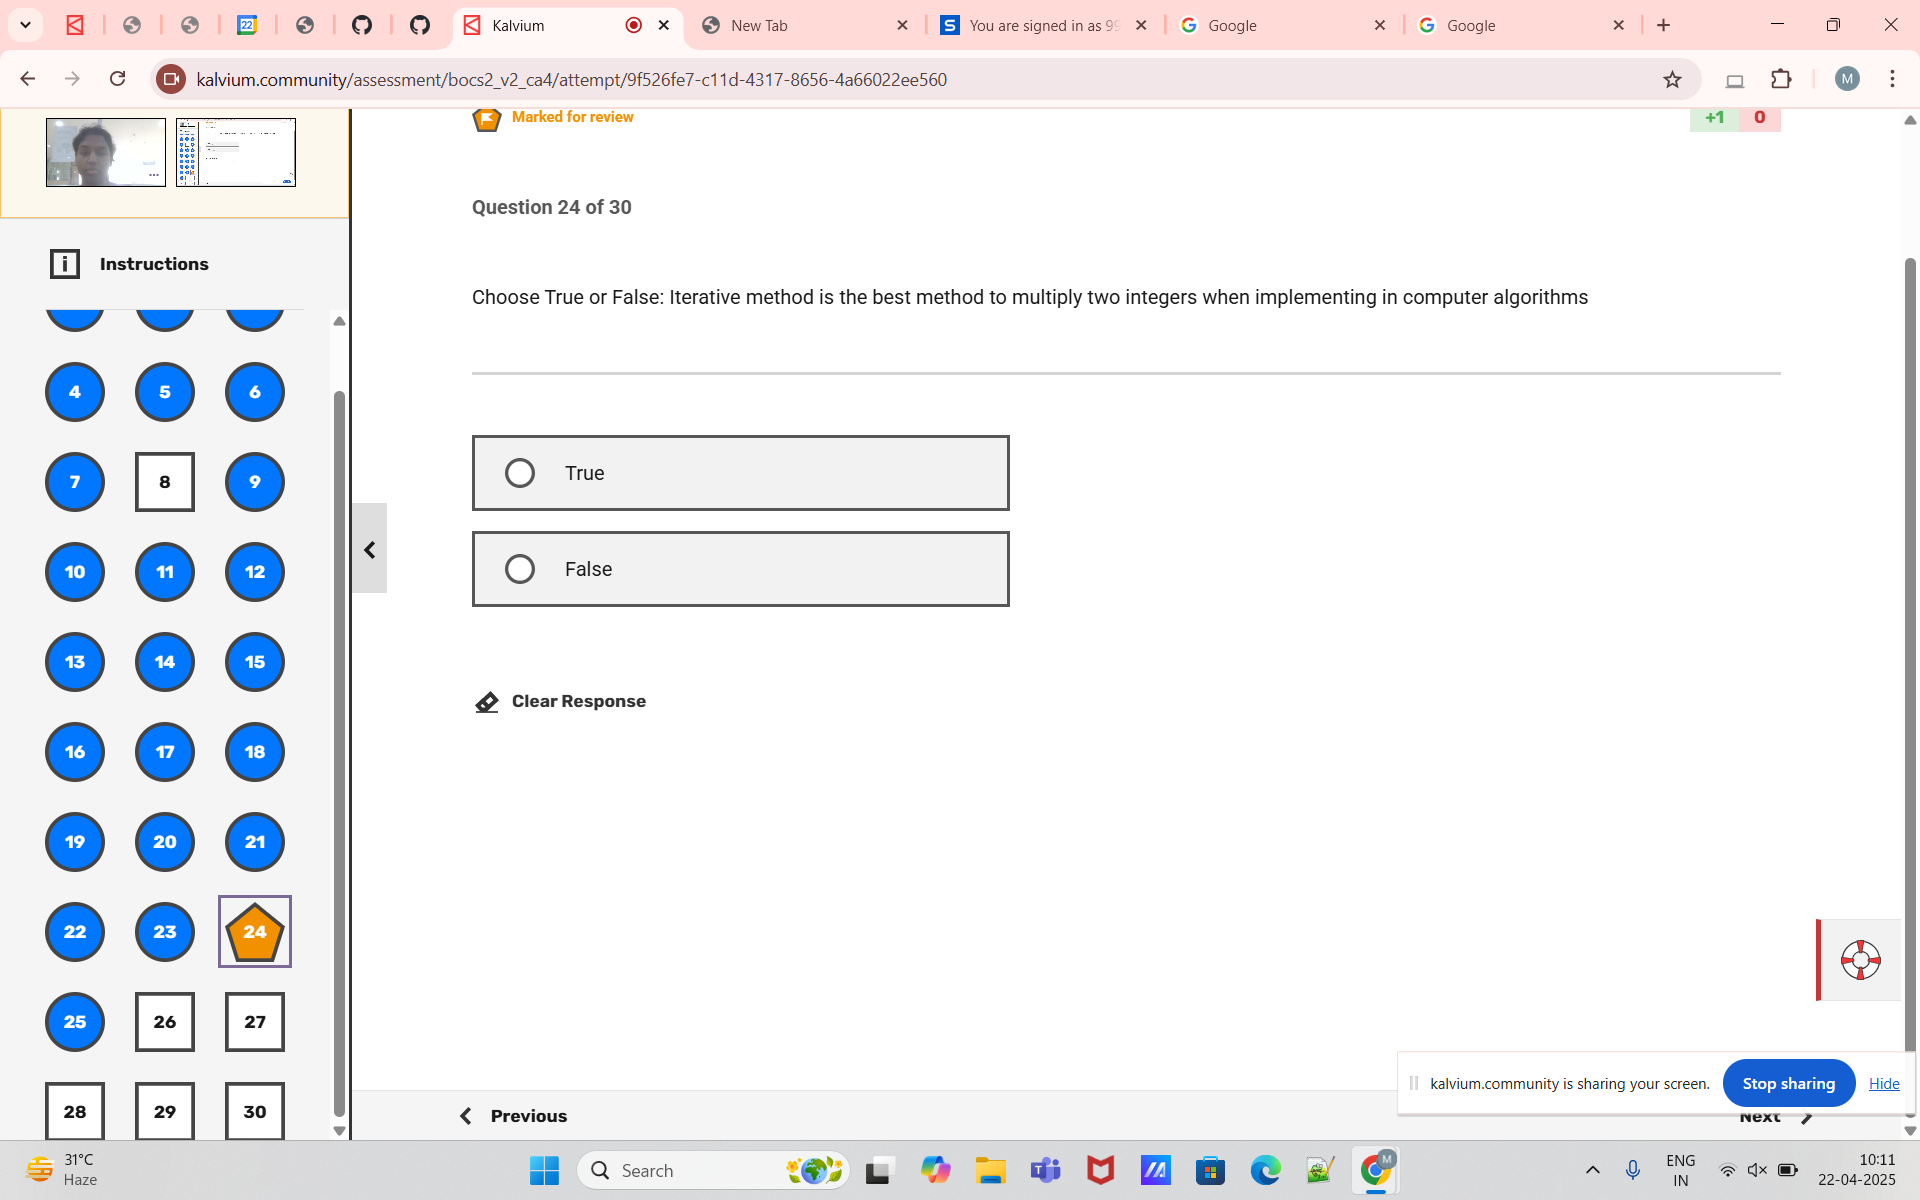 22
Kalvium
New Tab
You are signed in as 99
Google
Google
kalvium.community/assessment/bocs2_v2_ca4/attempt/9f526fe7-c11d-4317-8656-4a66022ee560
M
Marked for review
+1 0
Question 24 of 30
i Instructions
Choose True or False: Iterative method is the best method to multiply two integers when implementing in computer algorithms
4 5 6
True
7 8 9
False
10 11 12
13 14 15
Clear Response
16 17 18
19 20 21
22 23 24
25 26 27
28 29 30
kalvium.community is sharing your screen.
Stop sharing
Hide
Previous
Next
31°C
Haze
Search
M
ENG
IN
10:11
22-04-2025